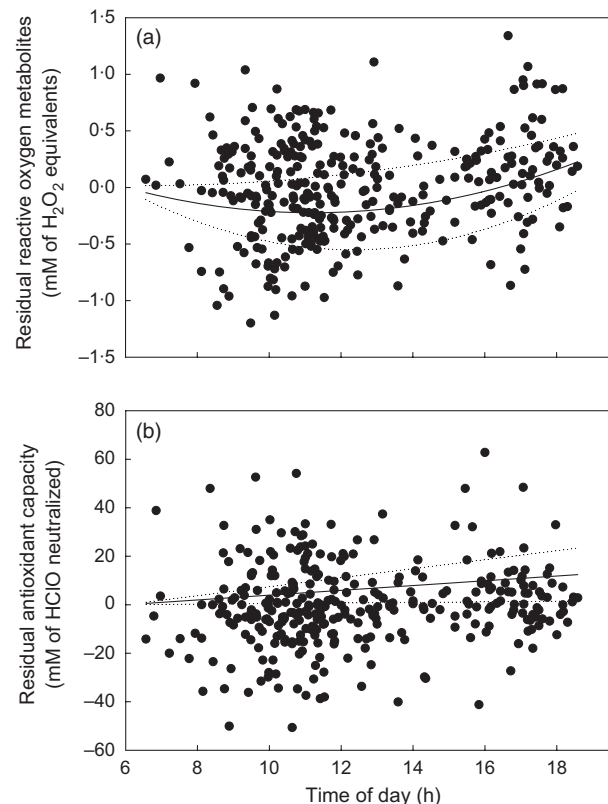 (a)
1·5
1·0
0·5
0·0
–0·5
–1·0
–1·5
Residual reactive oxygen metabolites
(mM of H₂O₂ equivalents)
(b)
80
60
40
20
0
–20
–40
–60
Residual antioxidant capacity
(mM of HClO neutralized)
6 8 10 12 14 16 18
Time of day (h)